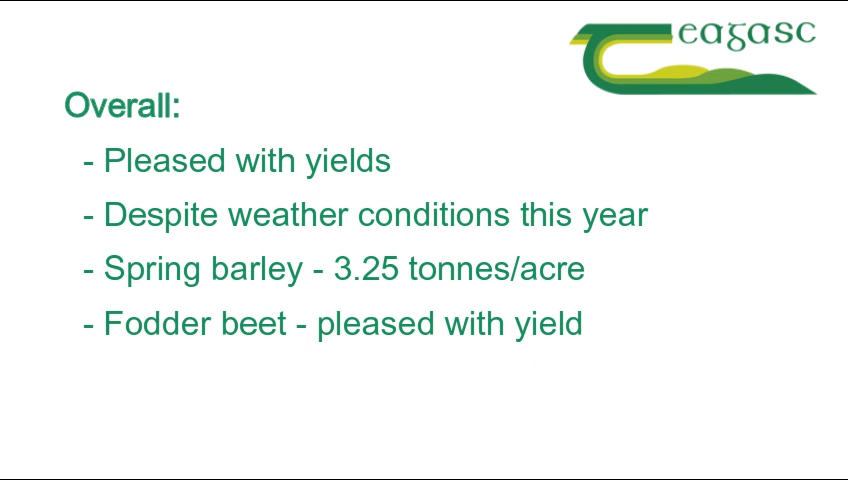 Teagasc
Overall:
- Pleased with yields
- Despite weather conditions this year
- Spring barley - 3.25 tonnes/acre
- Fodder beet - pleased with yield